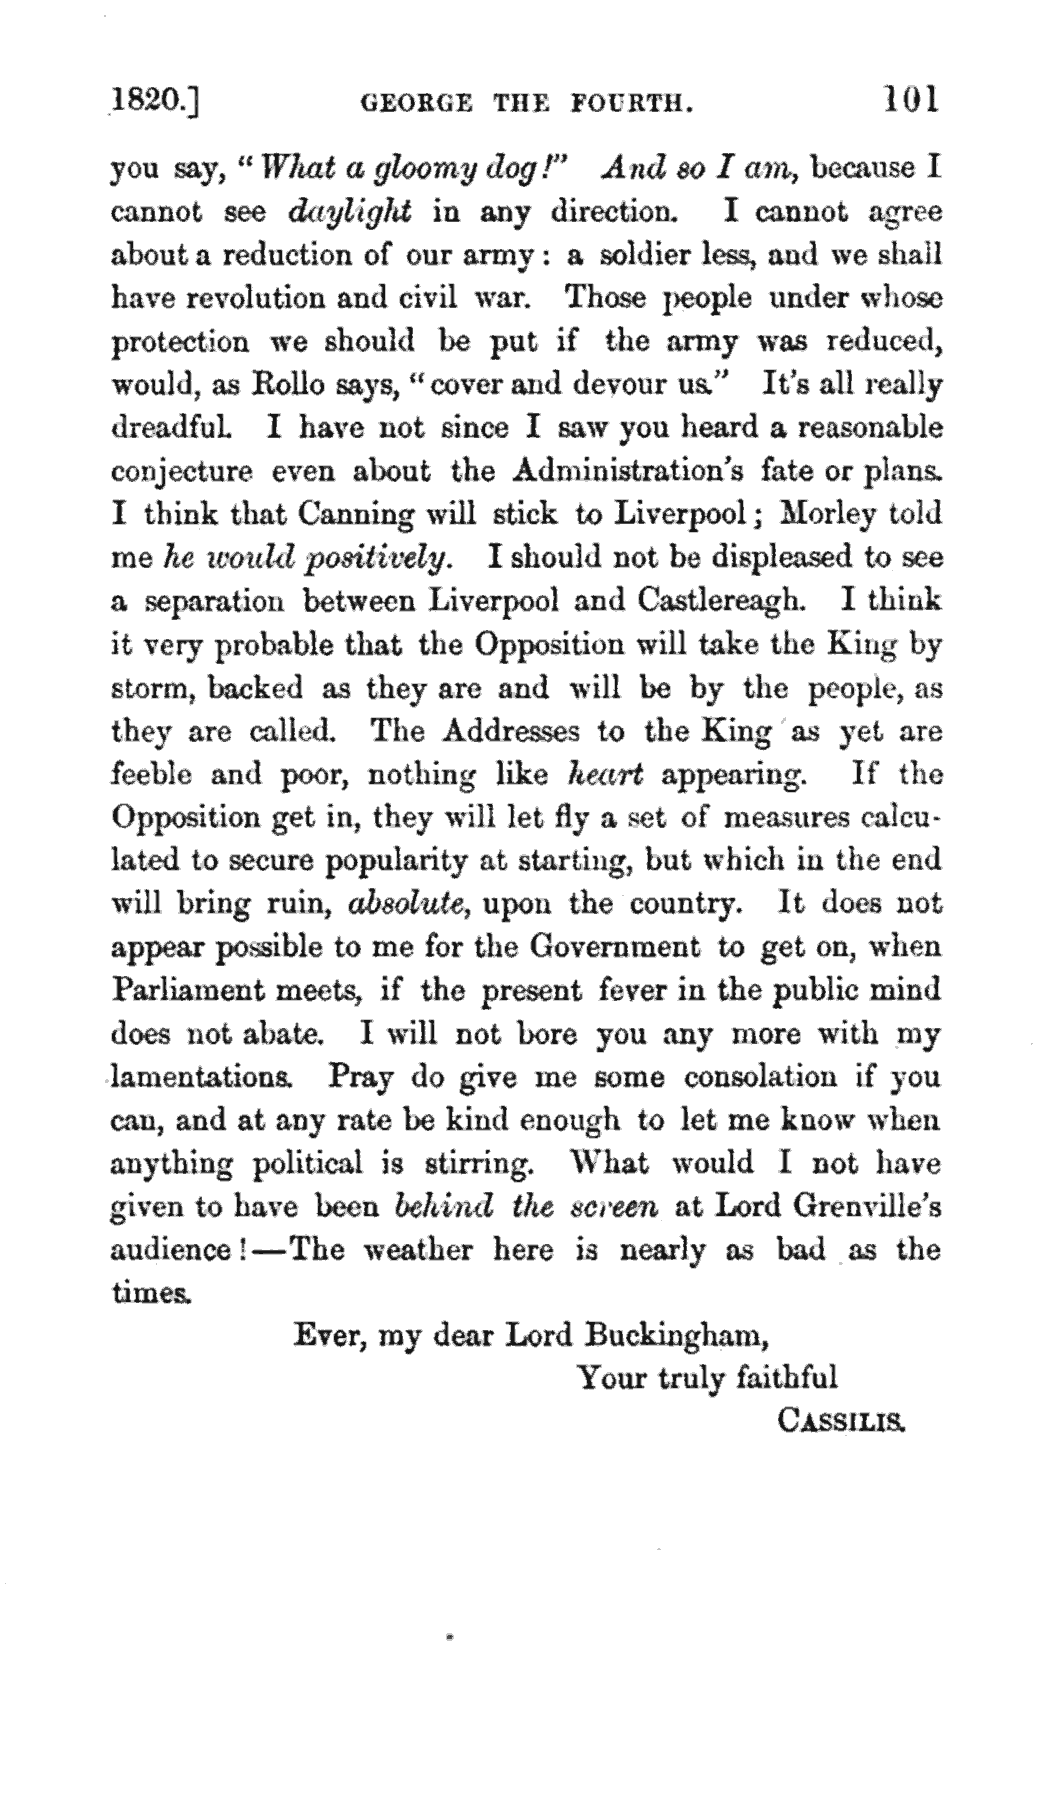 1820.] GEORGE THE FOURTH. 101
you say, “What a gloomy dog!” And so I am, because I
cannot see daylight in any direction. I cannot agree
about a reduction of our army: a soldier less, and we shall
have revolution and civil war. Those people under whose
protection we should be put if the army was reduced,
would, as Rollo says, “cover and devour us.” It's all really
dreadful. I have not since I saw you heard a reasonable
conjecture even about the Administration's fate or plans.
I think that Canning will stick to Liverpool; Morley told
me he would positively. I should not be displeased to see
a separation between Liverpool and Castlereagh. I think
it very probable that the Opposition will take the King by
storm, backed as they are and will be by the people, as
they are called. The Addresses to the King as yet are
feeble and poor, nothing like heart appearing. If the
Opposition get in, they will let fly a set of measures calcu-
lated to secure popularity at starting, but which in the end
will bring ruin, absolute, upon the country. It does not
appear possible to me for the Government to get on, when
Parliament meets, if the present fever in the public mind
does not abate. I will not bore you any more with my
lamentations. Pray do give me some consolation if you
can, and at any rate be kind enough to let me know when
anything political is stirring. What would I not have
given to have been behind the screen at Lord Grenville's
audience!—The weather here is nearly as bad as the
times.
Ever, my dear Lord Buckingham,
Your truly faithful
CASSILIS.